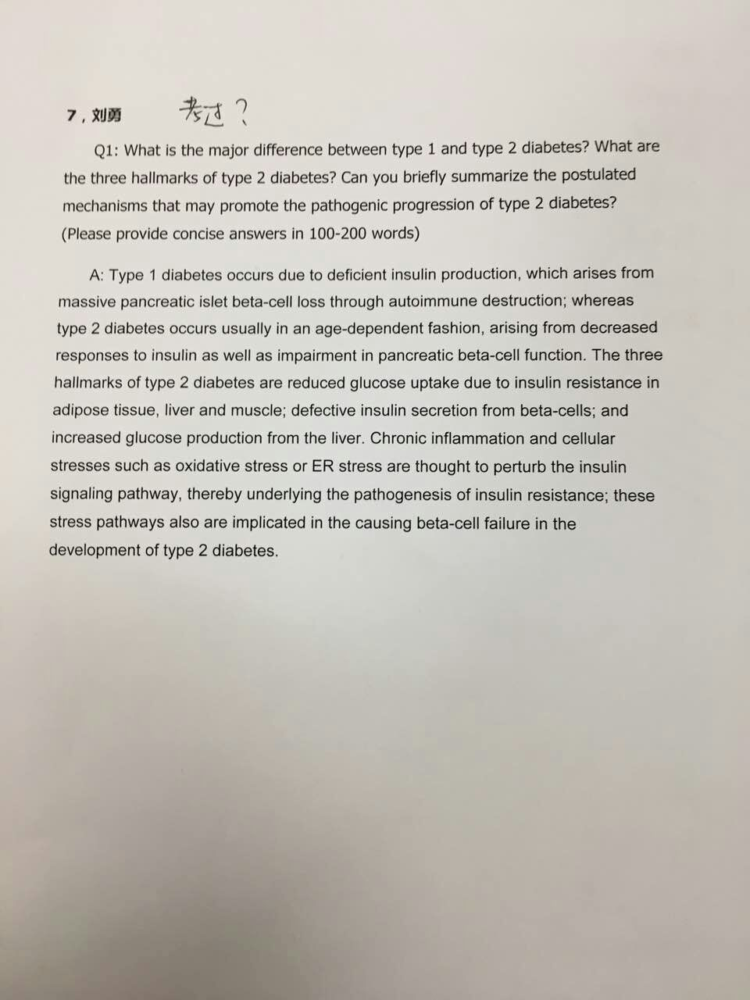 7，刘勇 考过？
Q1: What is the major difference between type 1 and type 2 diabetes? What are
the three hallmarks of type 2 diabetes? Can you briefly summarize the postulated
mechanisms that may promote the pathogenic progression of type 2 diabetes?
(Please provide concise answers in 100-200 words)
A: Type 1 diabetes occurs due to deficient insulin production, which arises from
massive pancreatic islet beta-cell loss through autoimmune destruction; whereas
type 2 diabetes occurs usually in an age-dependent fashion, arising from decreased
responses to insulin as well as impairment in pancreatic beta-cell function. The three
hallmarks of type 2 diabetes are reduced glucose uptake due to insulin resistance in
adipose tissue, liver and muscle; defective insulin secretion from beta-cells; and
increased glucose production from the liver. Chronic inflammation and cellular
stresses such as oxidative stress or ER stress are thought to perturb the insulin
signaling pathway, thereby underlying the pathogenesis of insulin resistance; these
stress pathways also are implicated in the causing beta-cell failure in the
development of type 2 diabetes.